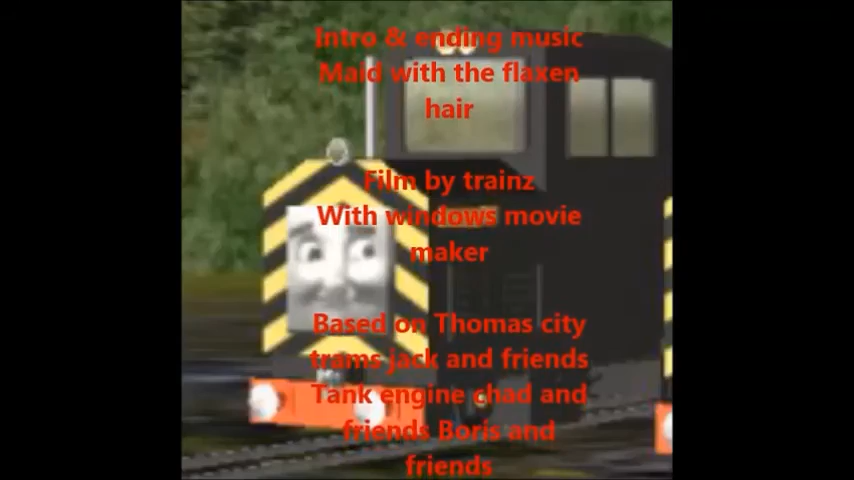 Intro & ending music
Maid with the flaxen
hair
Film by trainz
With windows movie
maker
Based on Thomas city
trams jack and friends
Tank engine chad and
friends Boris and
friends